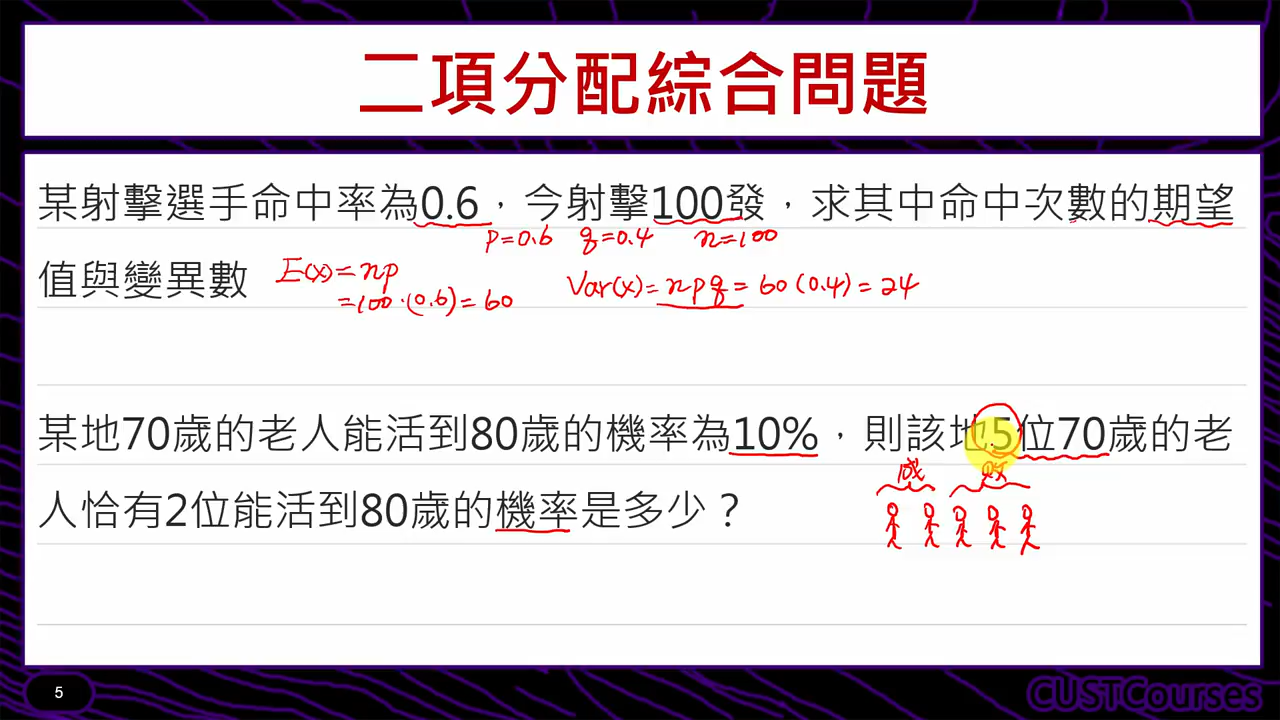 二項分配綜合問題
某射擊選手命中率為0.6，今射擊100發，求其中命中次數的期望
p=0.6 q=0.4 n=100
值與變異數 E(x)=np Var(x)=npq=60(0.4)=24
=100·(0.6)=60
某地70歲的老人能活到80歲的機率為10%，則該地5位70歲的老
成 敗
人恰有2位能活到80歲的機率是多少？
5
CUSTCourses